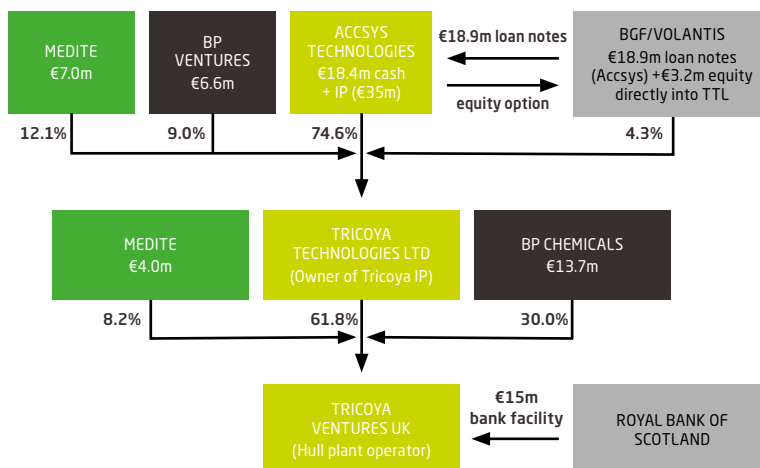 MEDITE
€7.0m
BP
VENTURES
€6.6m
ACCSYS
TECHNOLOGIES
€18.4m cash
+ IP (€35m)
€18.9m loan notes
equity option
BGF/VOLANTIS
€18.9m loan notes
(Accsys) +€3.2m equity
directly into TTL
12.1%
9.0%
74.6%
4.3%
MEDITE
€4.0m
TRICOYA
TECHNOLOGIES LTD
(Owner of Tricoya IP)
BP CHEMICALS
€13.7m
8.2%
61.8%
30.0%
TRICOYA
VENTURES UK
(Hull plant operator)
€15m
bank facility
ROYAL BANK OF
SCOTLAND